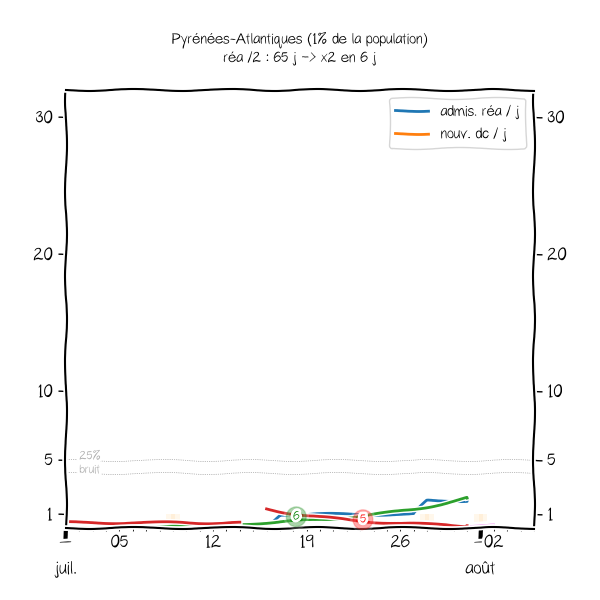 Pyrénées-Atlantiques (1% de la population)
réa /2 : 65 j -> x2 en 6 j
admis. réa / j
nouv. dc / j
30
30
20
20
10
10
25%
5
5
bruit
1
6
5
1
05
12
19
26
02
juil.
août